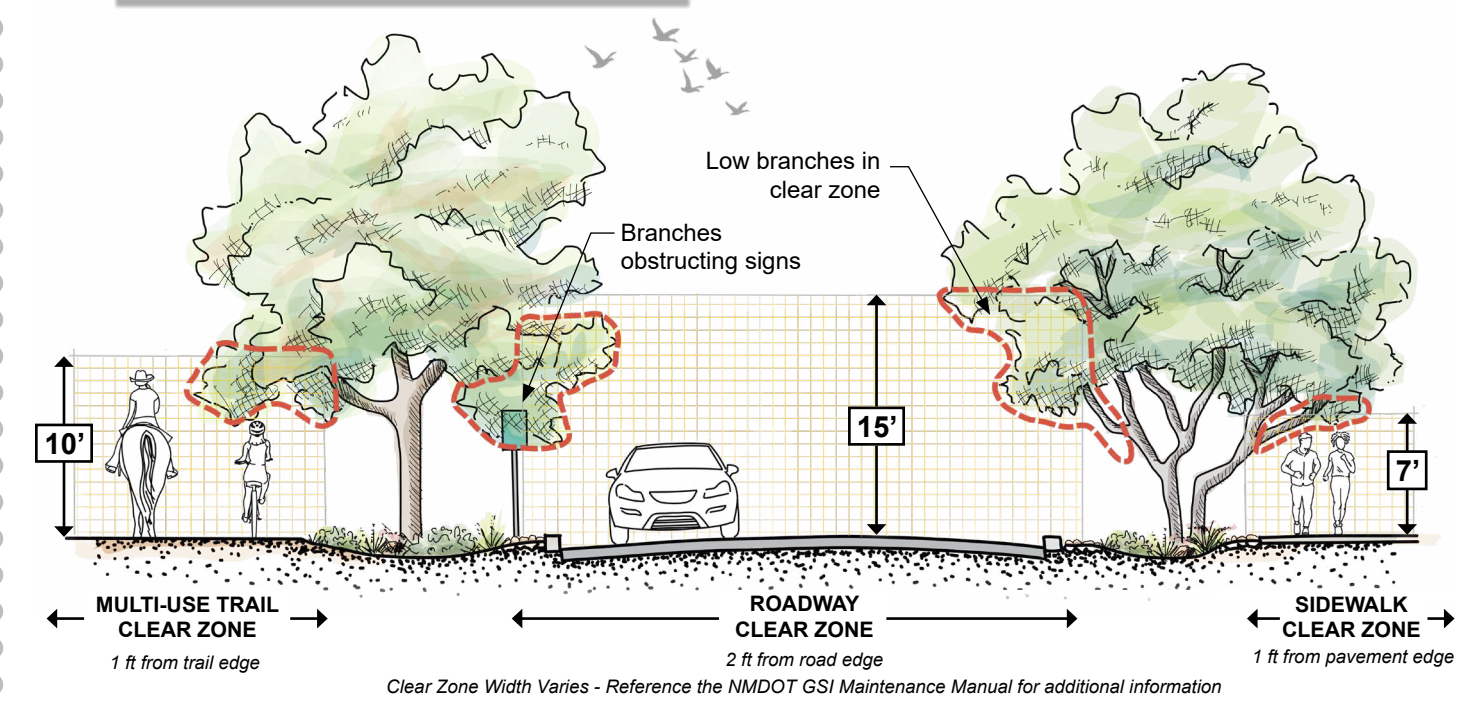 Low branches in
clear zone
Branches
obstructing signs
10’
15’
7’
MULTI-USE TRAIL
CLEAR ZONE
1 ft from trail edge
ROADWAY
CLEAR ZONE
2 ft from road edge
SIDEWALK
CLEAR ZONE
1 ft from pavement edge
Clear Zone Width Varies - Reference the NMDOT GSI Maintenance Manual for additional information